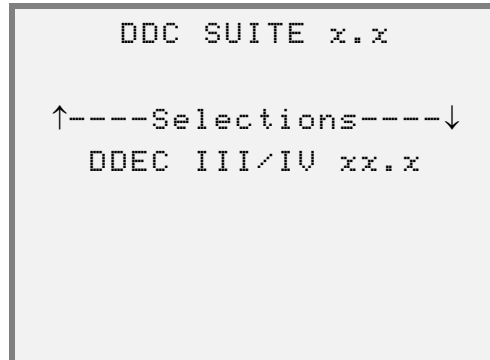 DDC SUITE x.x
↑----Selections----↓
DDEC III/IV xx.x